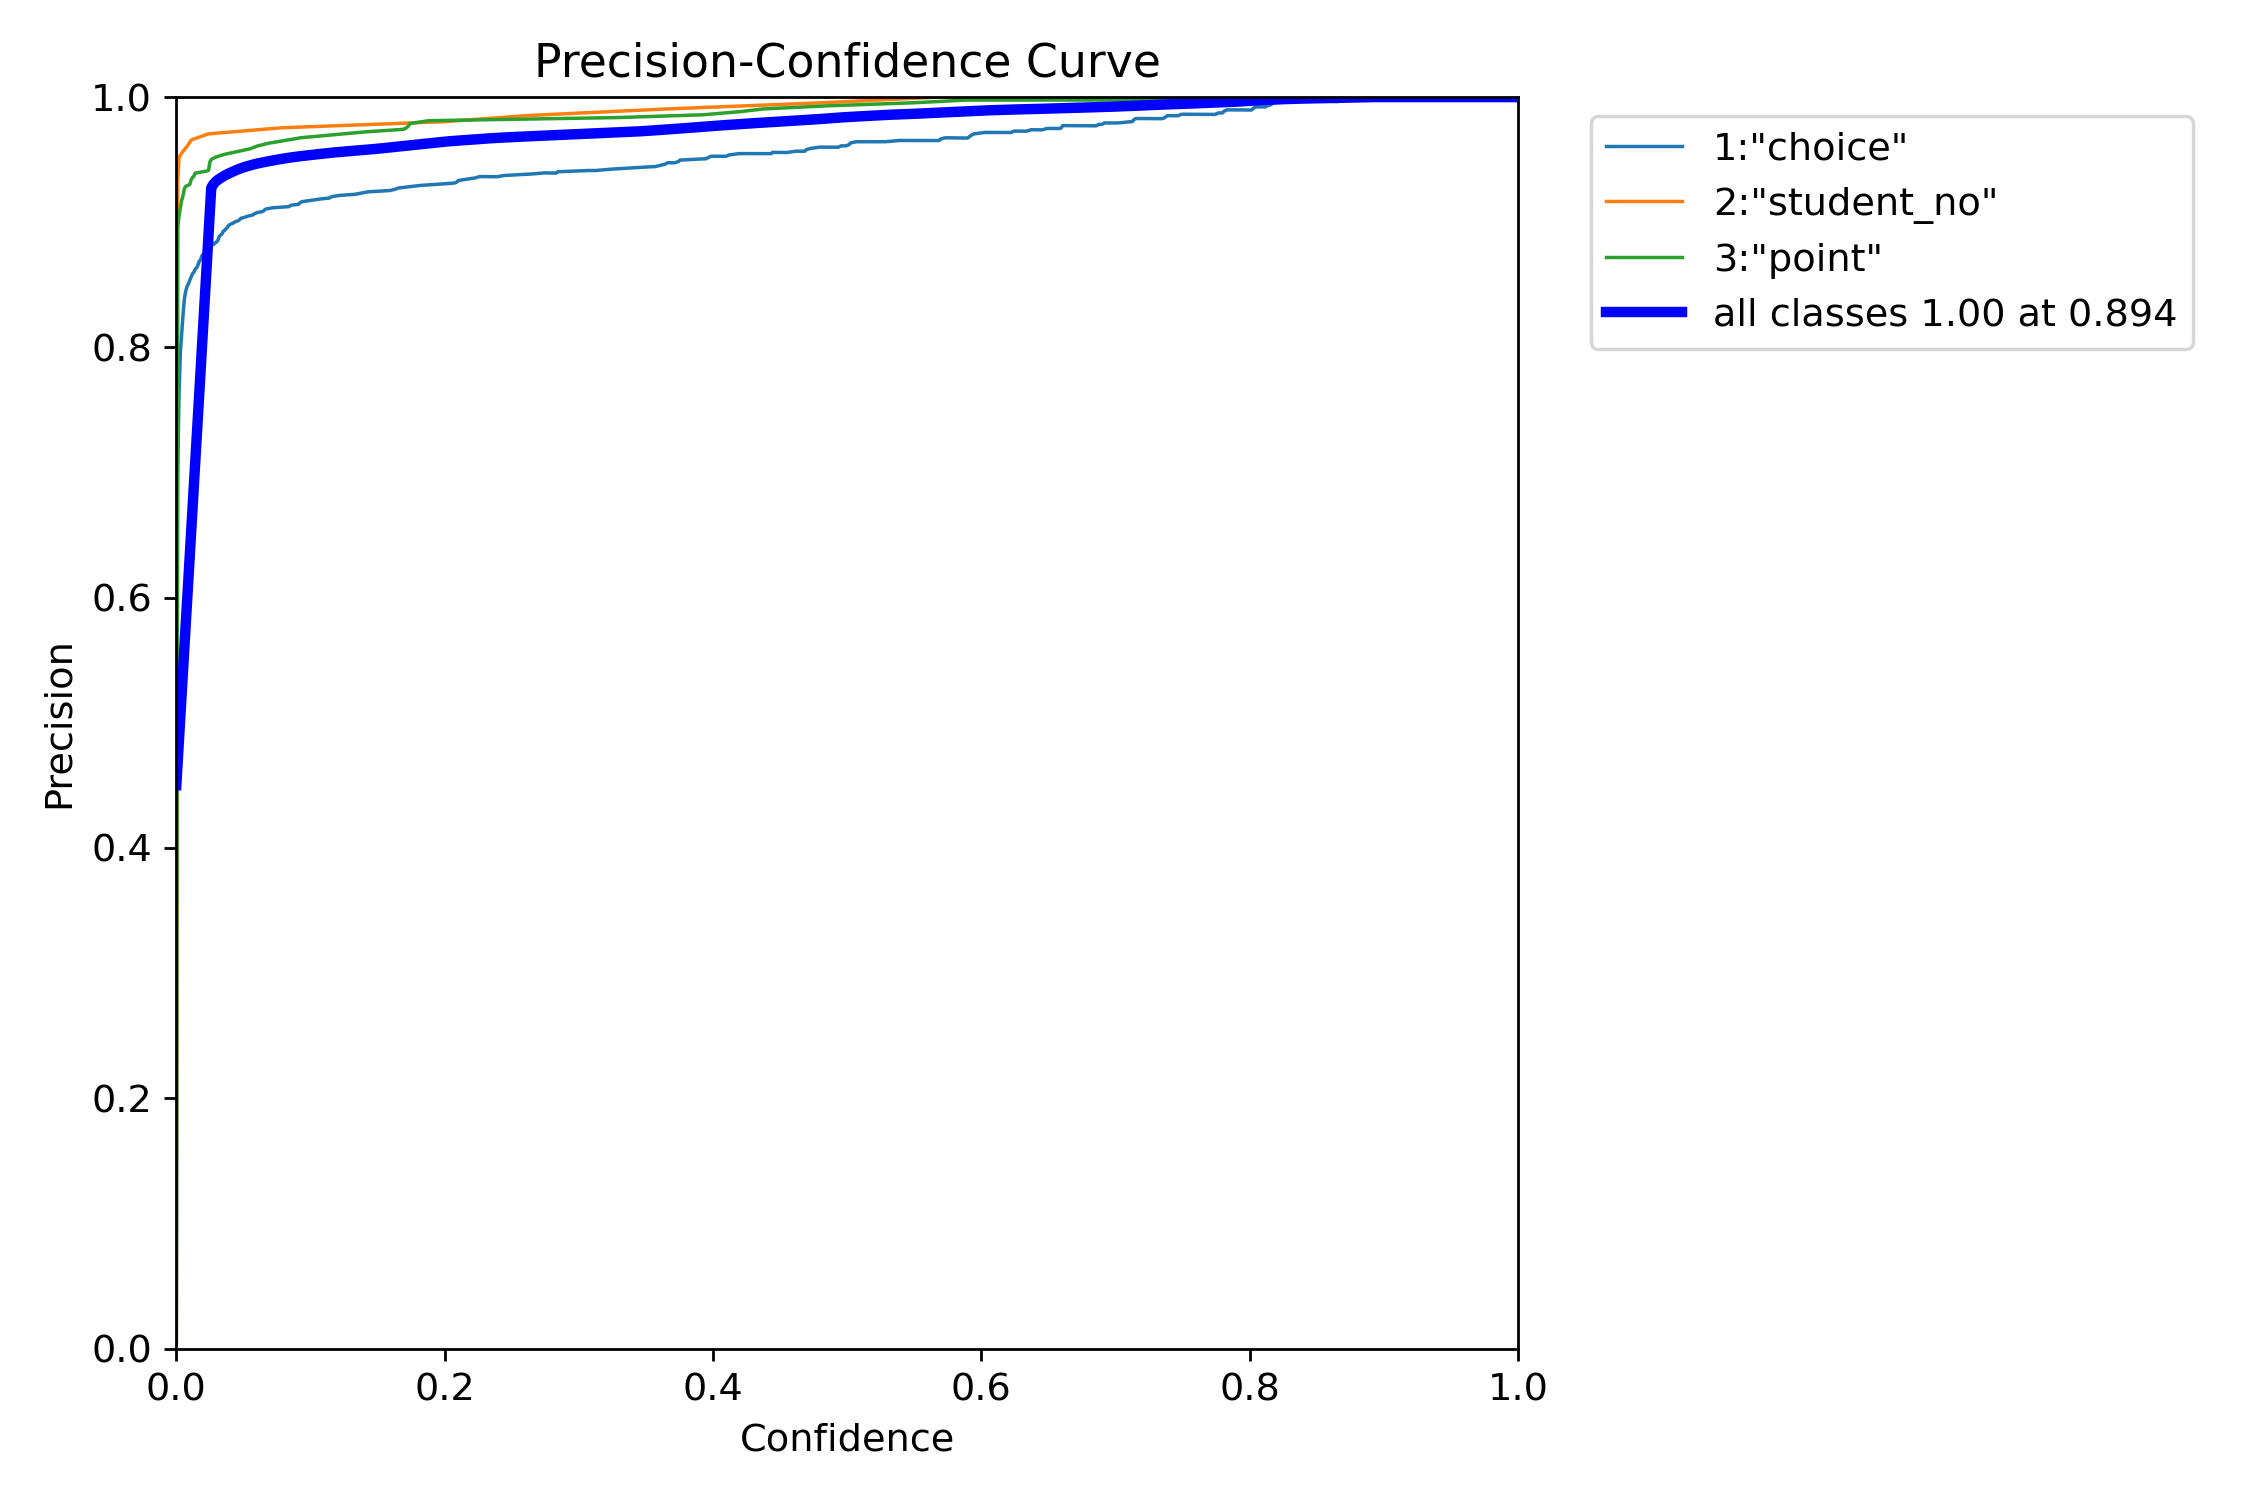 Precision-Confidence Curve
1.0
0.8
0.6
0.4
0.2
0.0
Precision
0.0 0.2 0.4 0.6 0.8 1.0
Confidence
1:"choice"
2:"student_no"
3:"point"
all classes 1.00 at 0.894